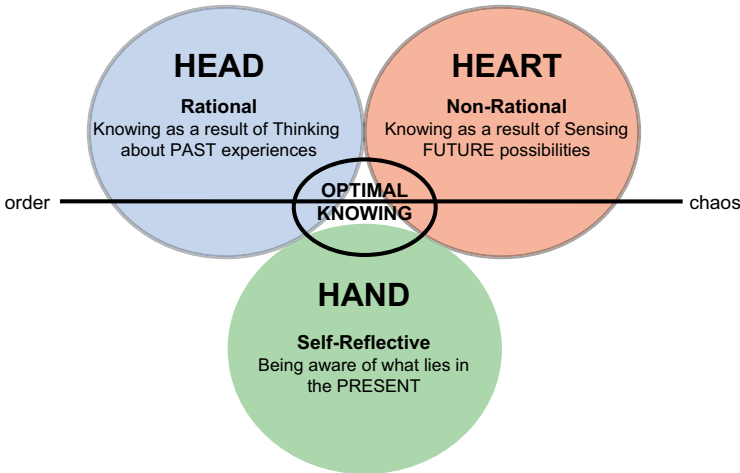 HEAD
Rational
Knowing as a result of Thinking
about PAST experiences
HEART
Non-Rational
Knowing as a result of Sensing
FUTURE possibilities
order
OPTIMAL
KNOWING
chaos
HAND
Self-Reflective
Being aware of what lies in
the PRESENT